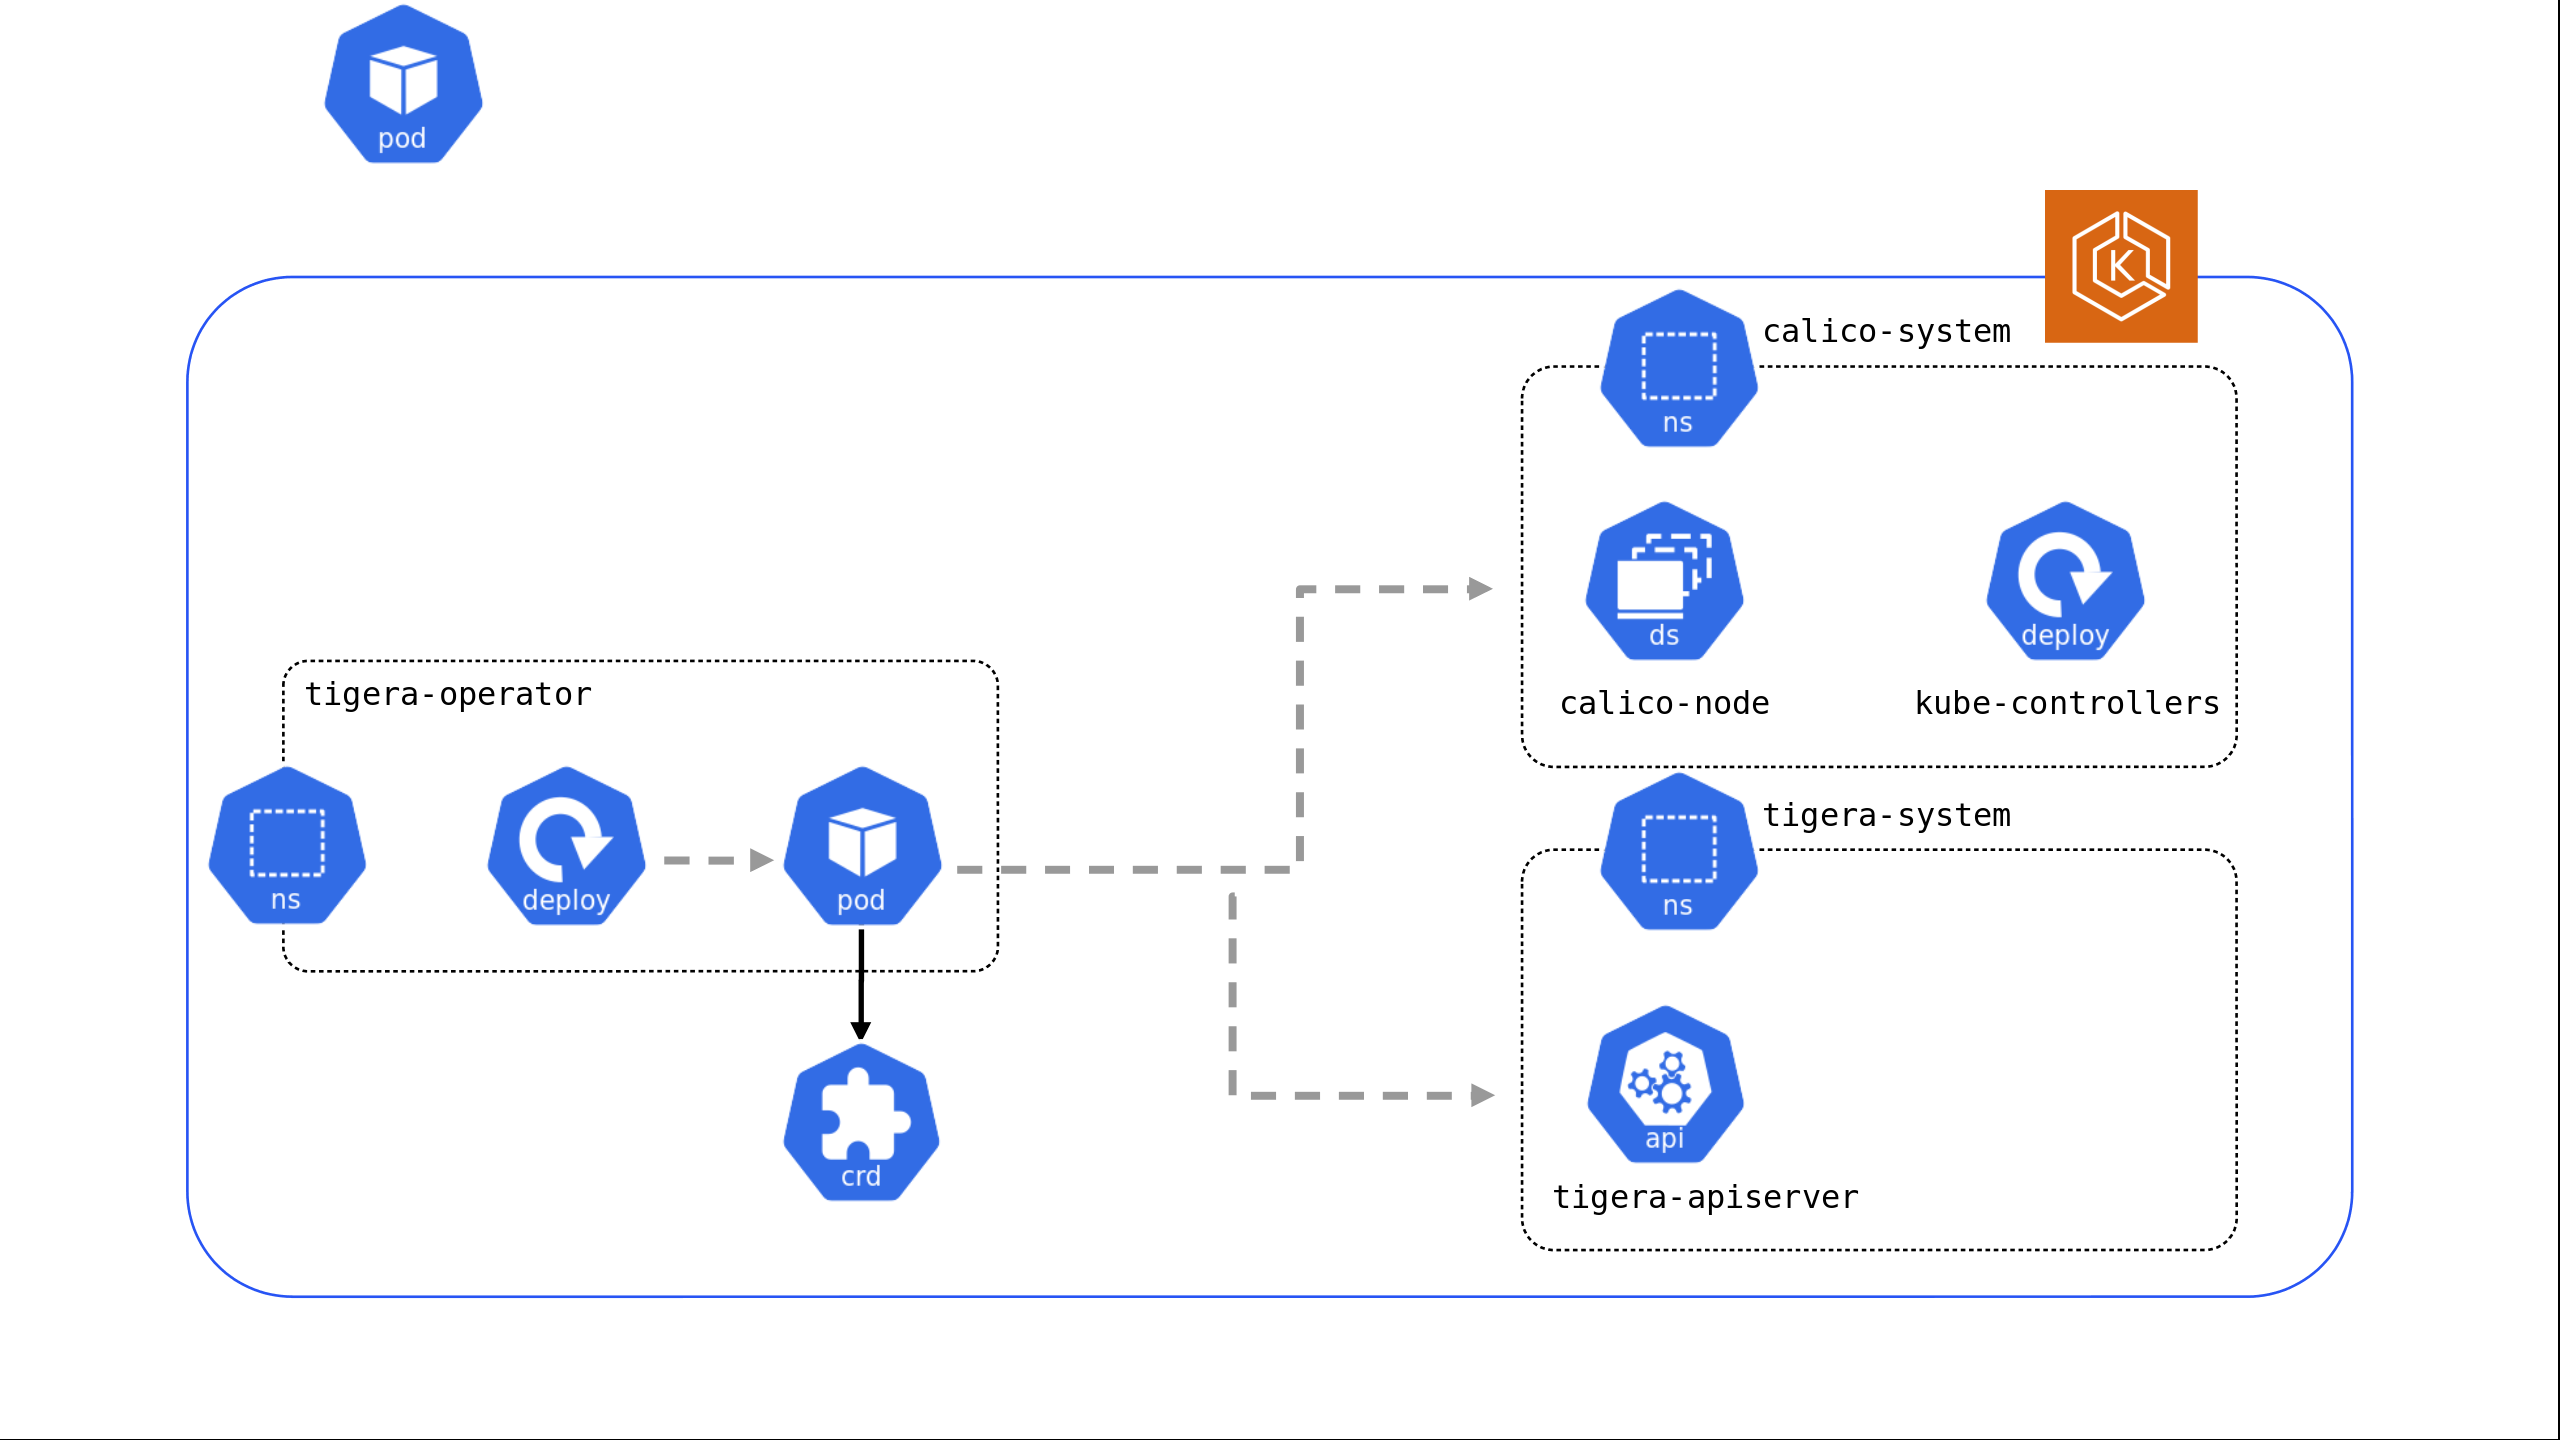 pod
K
ns
calico-system
ds
deploy
calico-node
kube-controllers
tigera-operator
ns
deploy
pod
crd
ns
tigera-system
api
tigera-apiserver